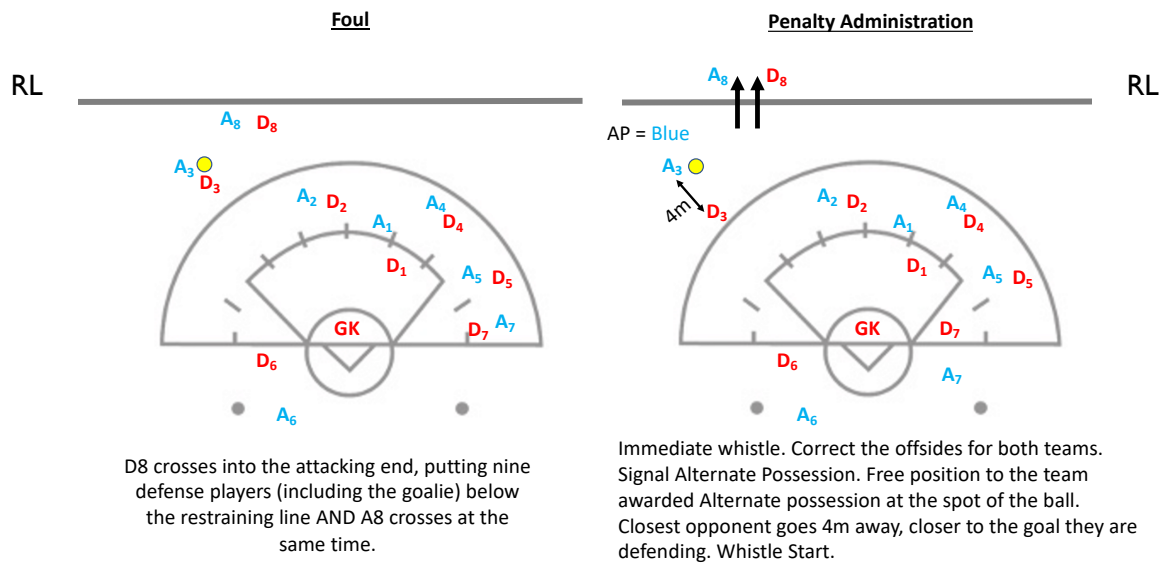 Foul
Penalty Administration
RL
RL
A8
D8
A3
D3
A2
D2
A1
A4
D4
D1
A5
D5
GK
D7
A7
D6
A6
A8
D8
AP = Blue
A3
4m
D3
A2
D2
A1
A4
D4
D1
A5
D5
GK
D7
D6
A7
A6
D8 crosses into the attacking end, putting nine
defense players (including the goalie) below
the restraining line AND A8 crosses at the
same time.
Immediate whistle. Correct the offsides for both teams.
Signal Alternate Possession. Free position to the team
awarded Alternate possession at the spot of the ball.
Closest opponent goes 4m away, closer to the goal they are
defending. Whistle Start.